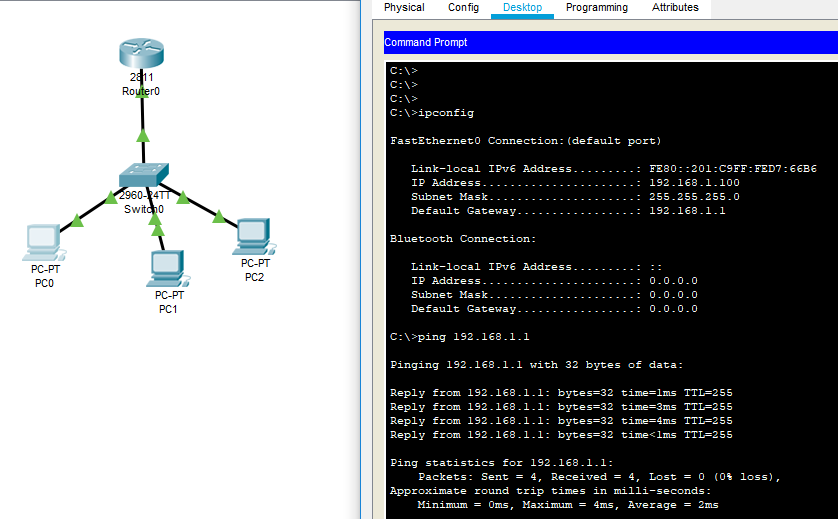 Physical Config Desktop Programming Attributes
Command Prompt
C:\>
C:\>
C:\>
C:\>ipconfig
FastEthernet0 Connection:(default port)
Link-local IPv6 Address.........: FE80::201:C9FF:FED7:66B6
IP Address......................: 192.168.1.100
Subnet Mask.....................: 255.255.255.0
Default Gateway.................: 192.168.1.1
Bluetooth Connection:
Link-local IPv6 Address.........: ::
IP Address......................: 0.0.0.0
Subnet Mask.....................: 0.0.0.0
Default Gateway.................: 0.0.0.0
C:\>ping 192.168.1.1
Pinging 192.168.1.1 with 32 bytes of data:
Reply from 192.168.1.1: bytes=32 time=1ms TTL=255
Reply from 192.168.1.1: bytes=32 time=3ms TTL=255
Reply from 192.168.1.1: bytes=32 time=4ms TTL=255
Reply from 192.168.1.1: bytes=32 time<1ms TTL=255
Ping statistics for 192.168.1.1:
Packets: Sent = 4, Received = 4, Lost = 0 (0% loss),
Approximate round trip times in milli-seconds:
Minimum = 0ms, Maximum = 4ms, Average = 2ms
2811
Router0
2960-24TT
Switch0
PC-PT
PC0
PC-PT
PC1
PC-PT
PC2